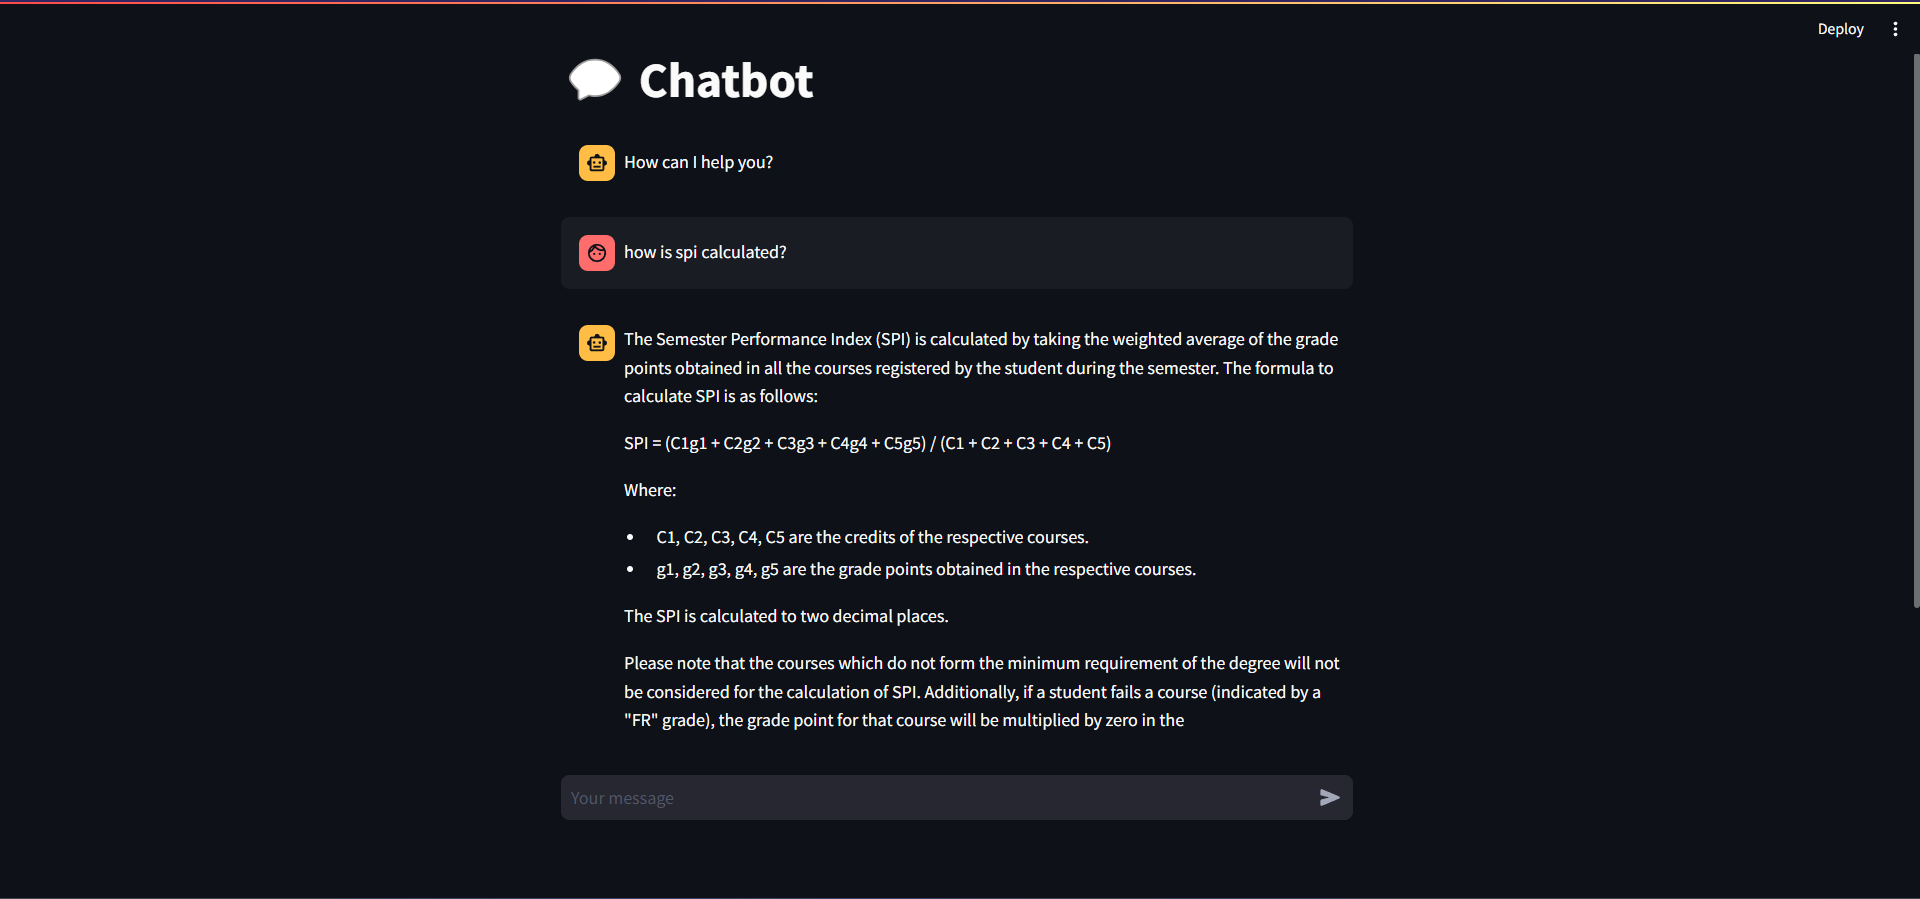 Deploy
Chatbot
How can I help you?
how is spi calculated?
The Semester Performance Index (SPI) is calculated by taking the weighted average of the grade
points obtained in all the courses registered by the student during the semester. The formula to
calculate SPI is as follows:
SPI = (C1g1 + C2g2 + C3g3 + C4g4 + C5g5) / (C1 + C2 + C3 + C4 + C5)
Where:
• C1, C2, C3, C4, C5 are the credits of the respective courses.
• g1, g2, g3, g4, g5 are the grade points obtained in the respective courses.
The SPI is calculated to two decimal places.
Please note that the courses which do not form the minimum requirement of the degree will not
be considered for the calculation of SPI. Additionally, if a student fails a course (indicated by a
"FR" grade), the grade point for that course will be multiplied by zero in the
Your message